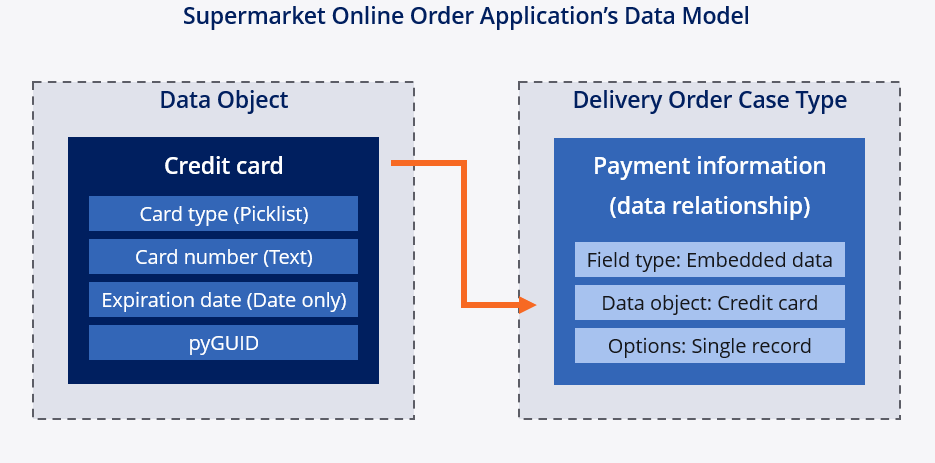 Supermarket Online Order Application’s Data Model
Data Object
Credit card
Card type (Picklist)
Card number (Text)
Expiration date (Date only)
pyGUID
Delivery Order Case Type
Payment information
(data relationship)
Field type: Embedded data
Data object: Credit card
Options: Single record